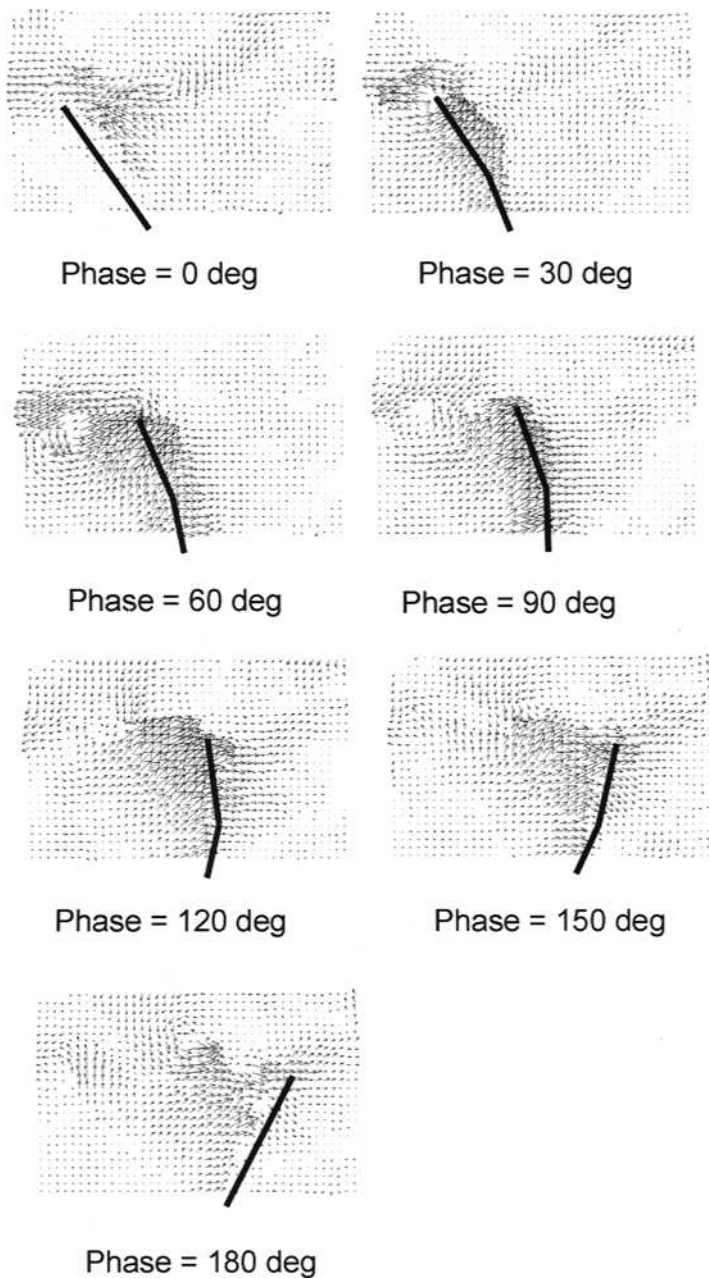 Phase = 0 deg
Phase = 30 deg
Phase = 60 deg
Phase = 90 deg
Phase = 120 deg
Phase = 150 deg
Phase = 180 deg